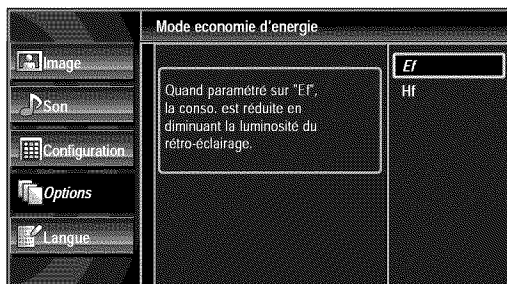 Mode economie d'energie
Image
Son
Configuration
Options
Langue
Quand paramétré sur "Ef",
la conso. est réduite en
diminuant la luminosité du
rétro-éclairage.
Ef
Hf